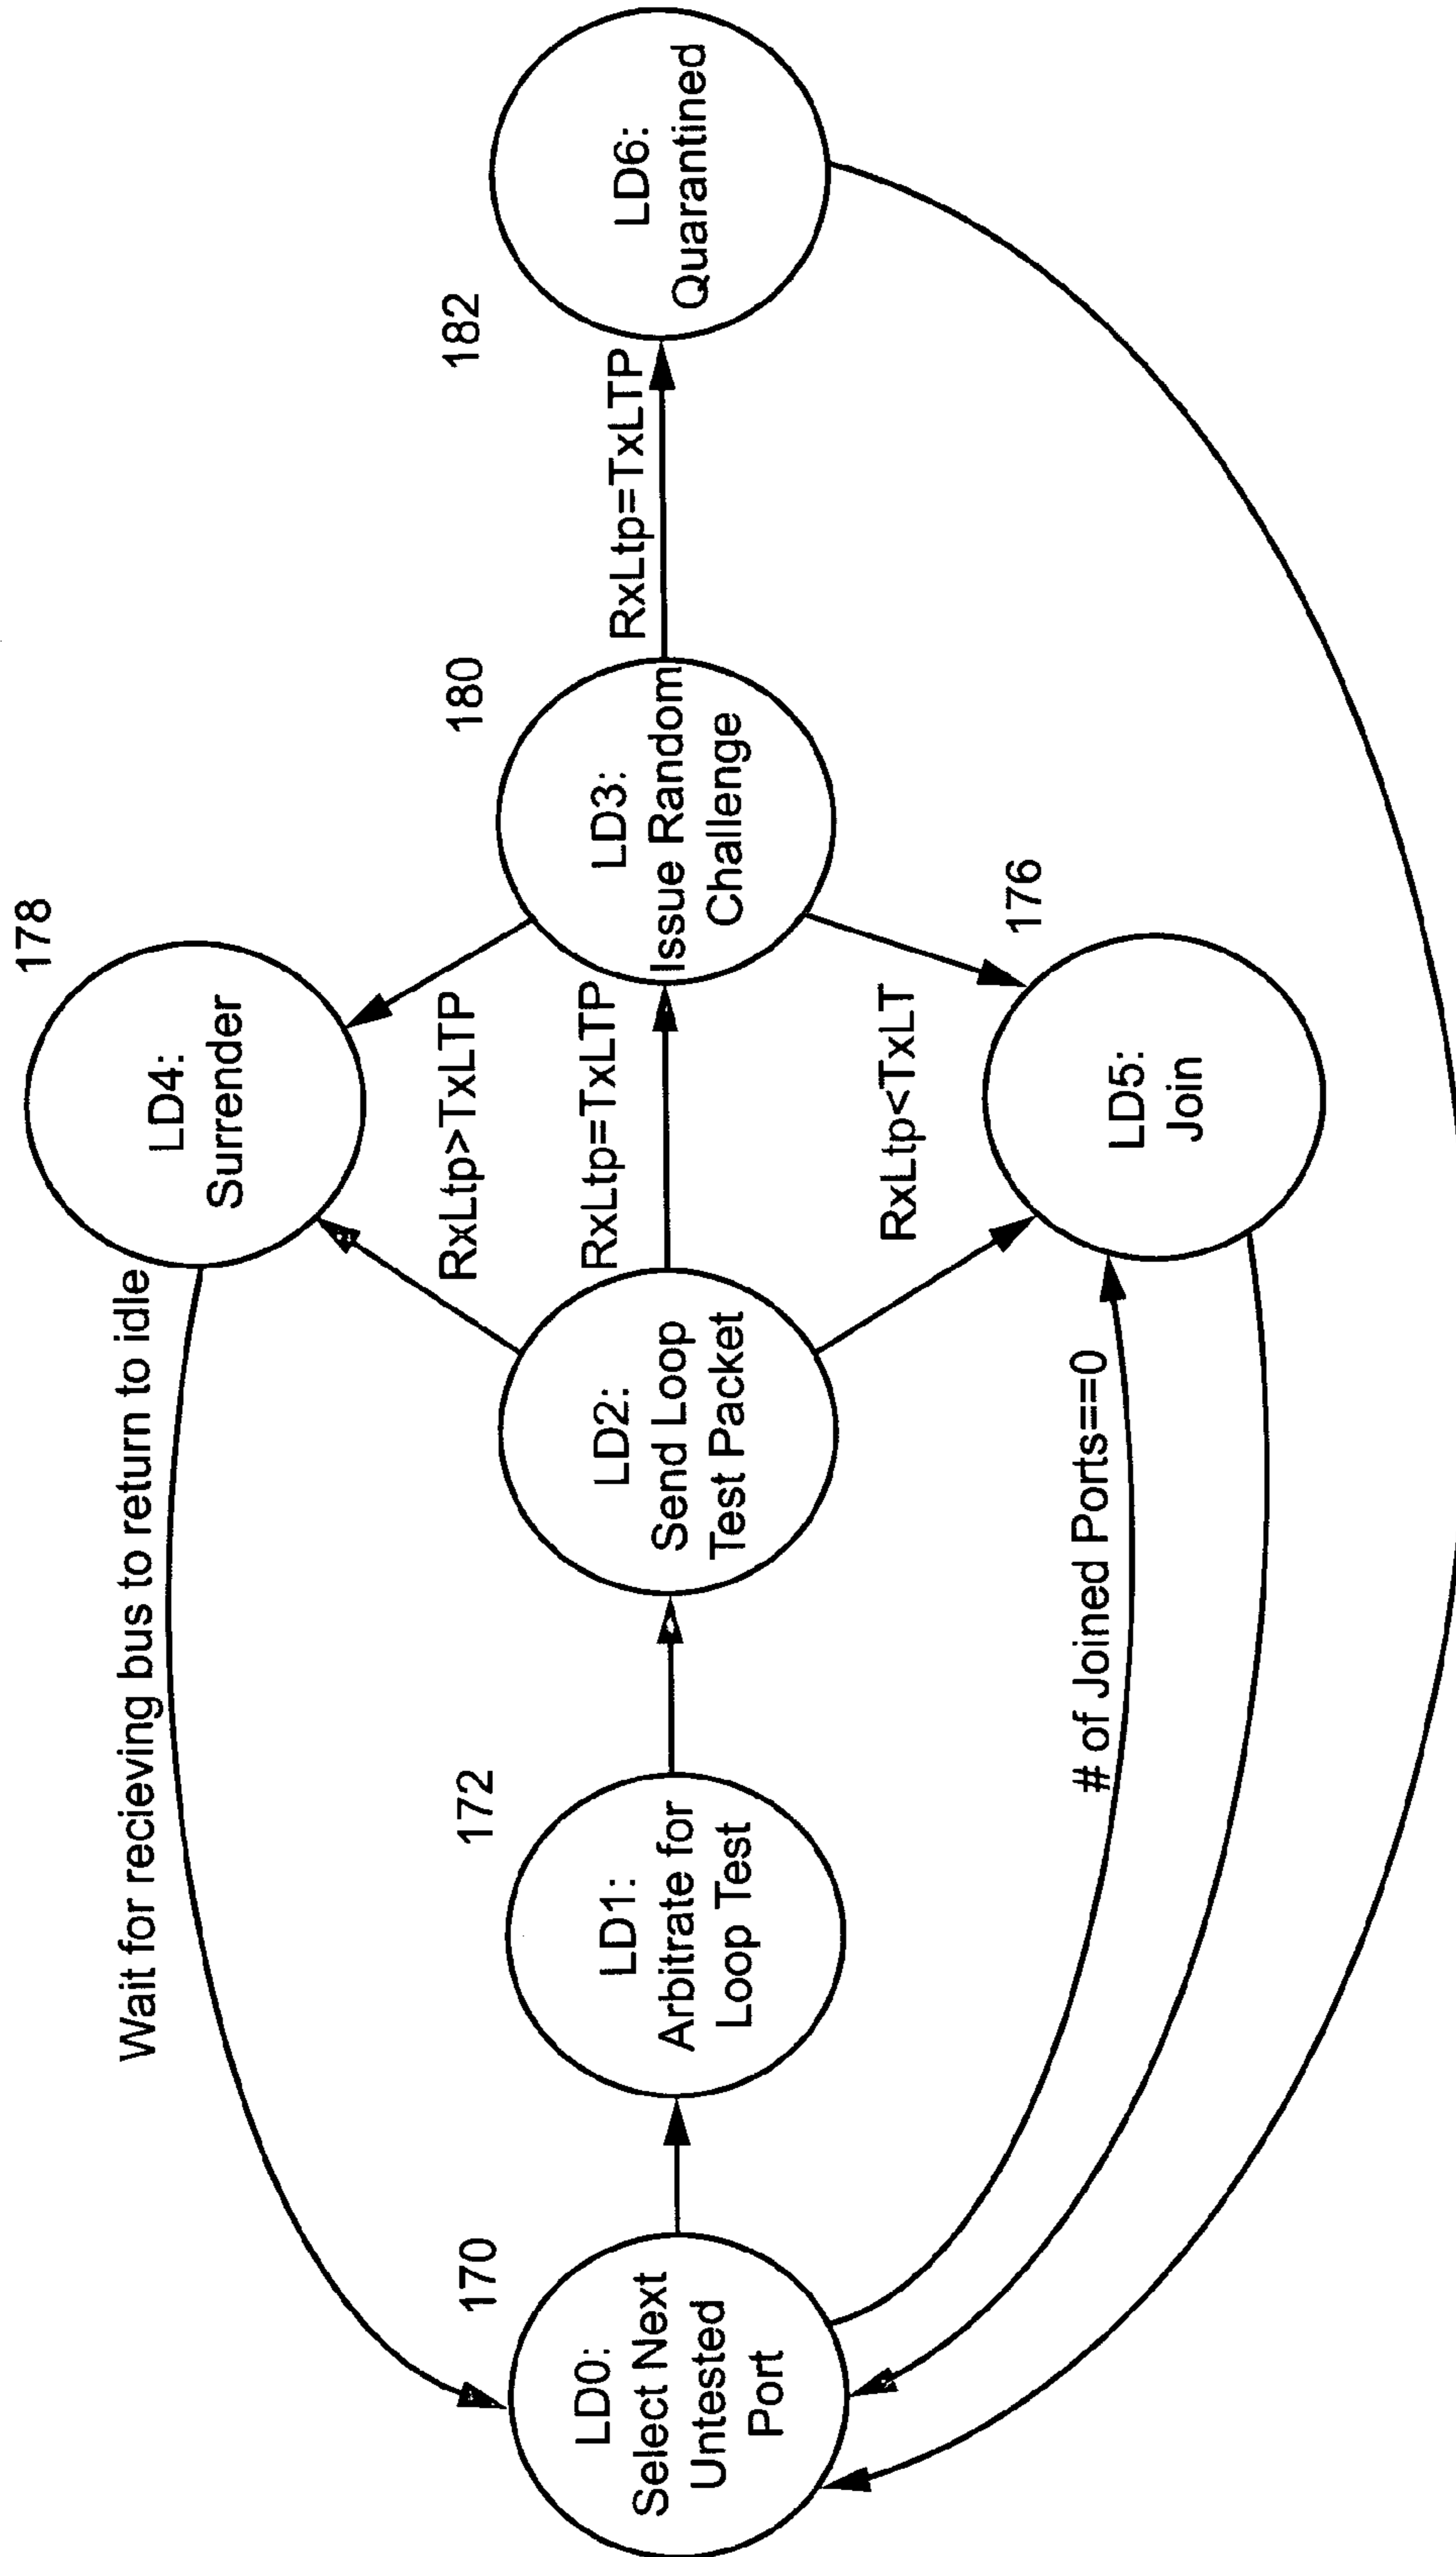 178
LD4:
Surrender
Wait for recieving bus to return to idle
170
LD0:
Select Next
Untested
Port
172
LD1:
Arbitrate for
Loop Test
LD2:
Send Loop
Test Packet
RxLtp>TxLTP
RxLtp=TxLTP
RxLtp<TxLT
180
LD3:
Issue Random
Challenge
RxLtp=TxLTP
182
LD6:
Quarantined
176
LD5:
Join
# of Joined Ports==0